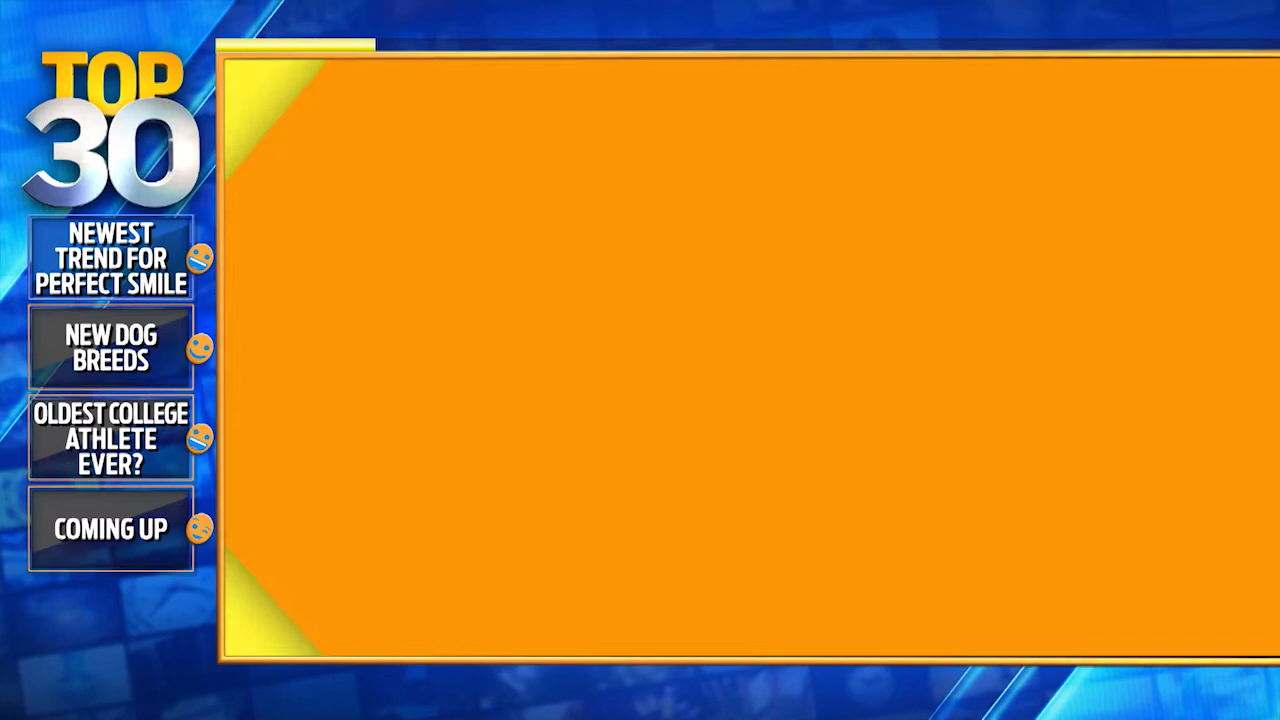 TOP
30
NEWEST
TREND FOR
PERFECT SMILE
NEW DOG
BREEDS
OLDEST COLLEGE
ATHLETE
EVER?
COMING UP